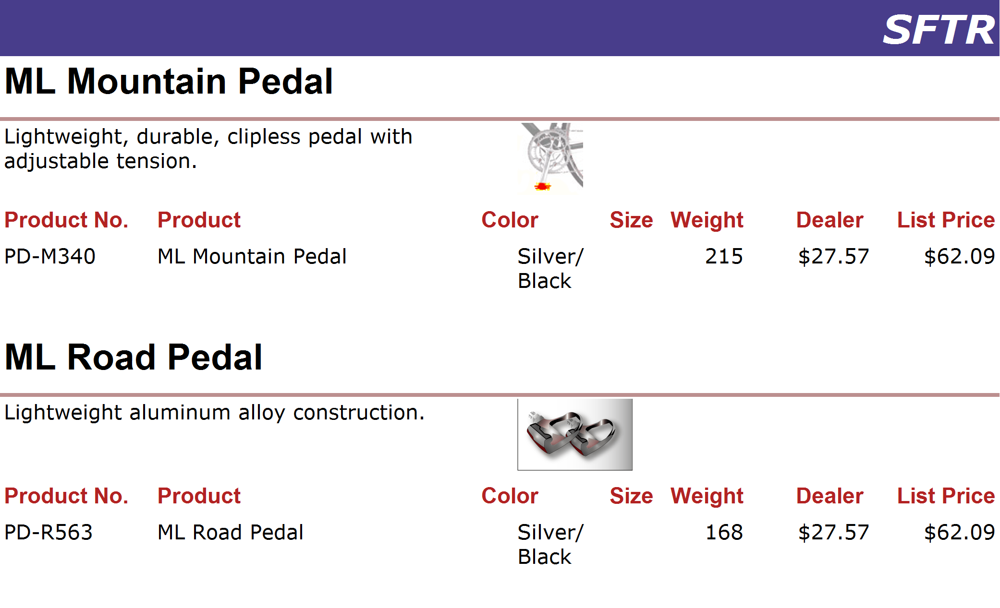 SFTR
ML Mountain Pedal
Lightweight, durable, clipless pedal with
adjustable tension.
Product No. Product Color Size Weight Dealer List Price
PD-M340 ML Mountain Pedal Silver/ 215 $27.57 $62.09
Black
ML Road Pedal
Lightweight aluminum alloy construction.
Product No. Product Color Size Weight Dealer List Price
PD-R563 ML Road Pedal Silver/ 168 $27.57 $62.09
Black